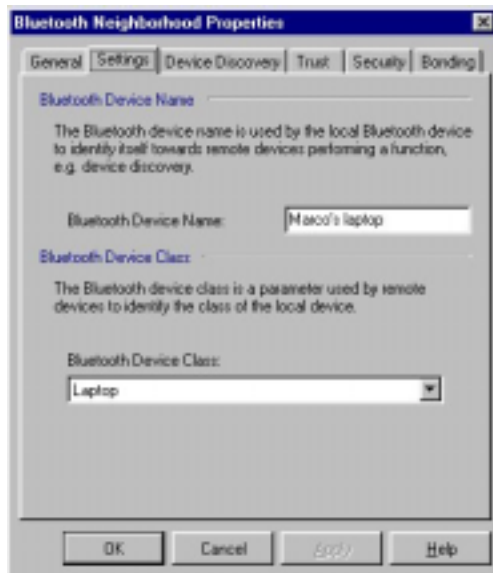 Bluetooth Neighborhood Properties
General Settings Device Discovery Trust Security Bonding
Bluetooth Device Name
The Bluetooth device name is used by the local Bluetooth device
to identify itself towards remote devices performing a function,
e.g. device discovery.
Bluetooth Device Name: Marco's laptop
Bluetooth Device Class
The Bluetooth device class is a parameter used by remote
devices to identify the class of the local device.
Bluetooth Device Class:
Laptop
OK Cancel Apply Help